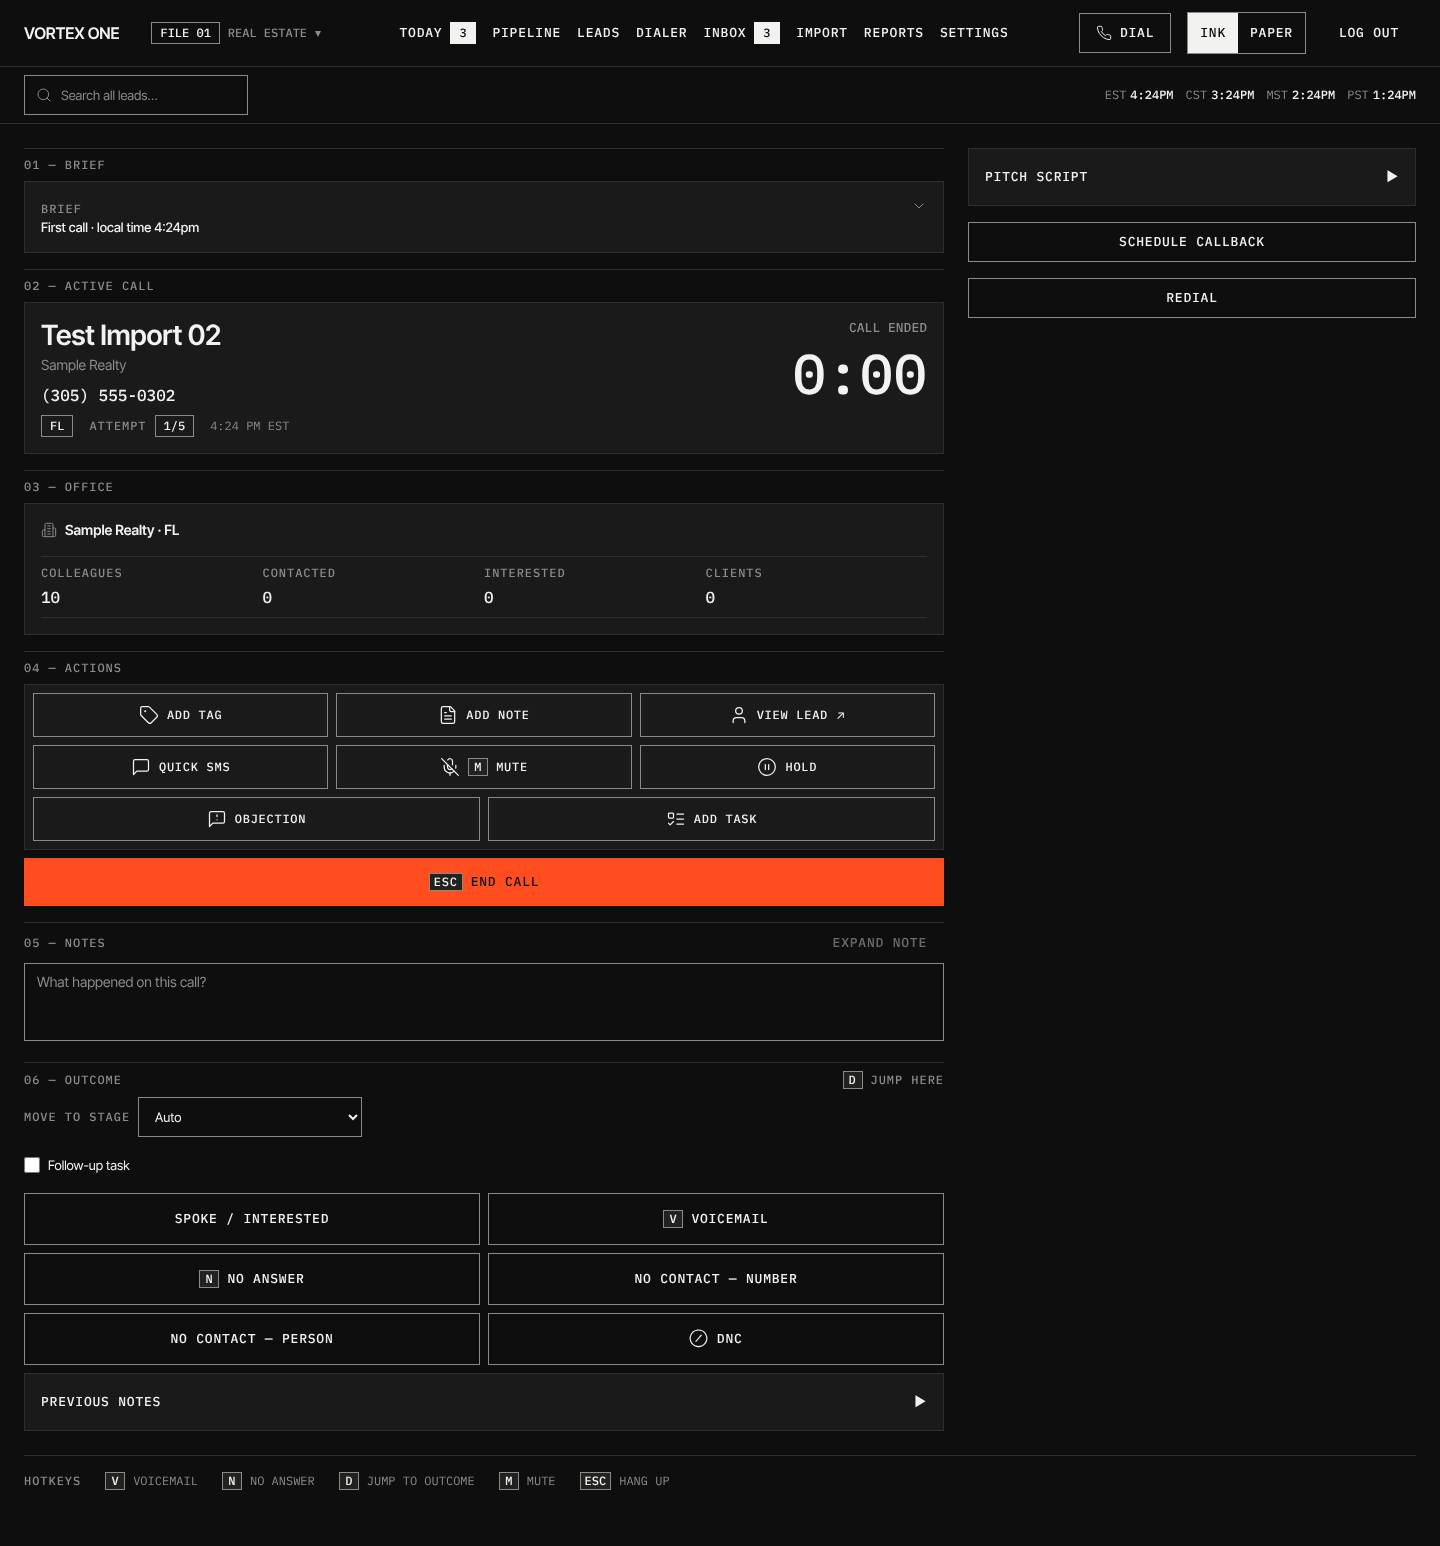 VORTEX ONE
FILE 01 REAL ESTATE ▾
TODAY 3 PIPELINE LEADS DIALER INBOX 3 IMPORT REPORTS SETTINGS
DIAL
INK PAPER
LOG OUT
Search all leads...
EST 4:24PM CST 3:24PM MST 2:24PM PST 1:24PM
01 — BRIEF
BRIEF
First call · local time 4:24pm
02 — ACTIVE CALL
Test Import 02
Sample Realty
(305) 555-0302
FL ATTEMPT 1/5 4:24 PM EST
CALL ENDED
0:00
03 — OFFICE
Sample Realty · FL
COLLEAGUES CONTACTED INTERESTED CLIENTS
10 0 0 0
04 — ACTIONS
ADD TAG ADD NOTE VIEW LEAD ↗
QUICK SMS M MUTE HOLD
OBJECTION ADD TASK
ESC END CALL
05 — NOTES EXPAND NOTE
What happened on this call?
06 — OUTCOME D JUMP HERE
MOVE TO STAGE Auto
Follow-up task
SPOKE / INTERESTED V VOICEMAIL
N NO ANSWER NO CONTACT — NUMBER
NO CONTACT — PERSON DNC
PREVIOUS NOTES ▶
PITCH SCRIPT ▶
SCHEDULE CALLBACK
REDIAL
HOTKEYS V VOICEMAIL N NO ANSWER D JUMP TO OUTCOME M MUTE ESC HANG UP